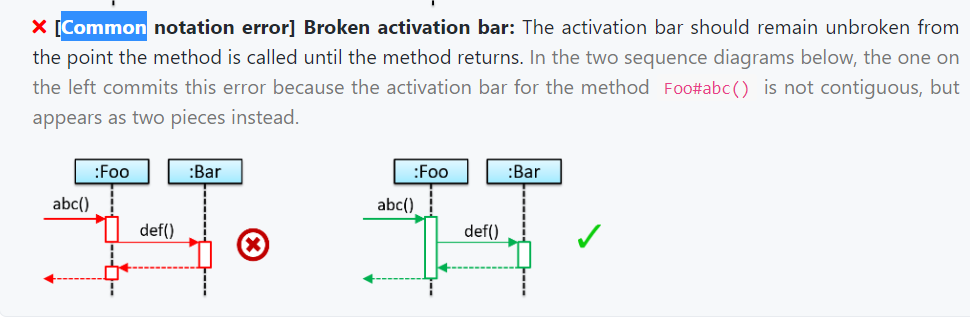 ❌ [Common notation error] Broken activation bar: The activation bar should remain unbroken from
the point the method is called until the method returns. In the two sequence diagrams below, the one on
the left commits this error because the activation bar for the method Foo#abc() is not contiguous, but
appears as two pieces instead.
:Foo :Bar
abc()
def()
:Foo :Bar
abc()
def()